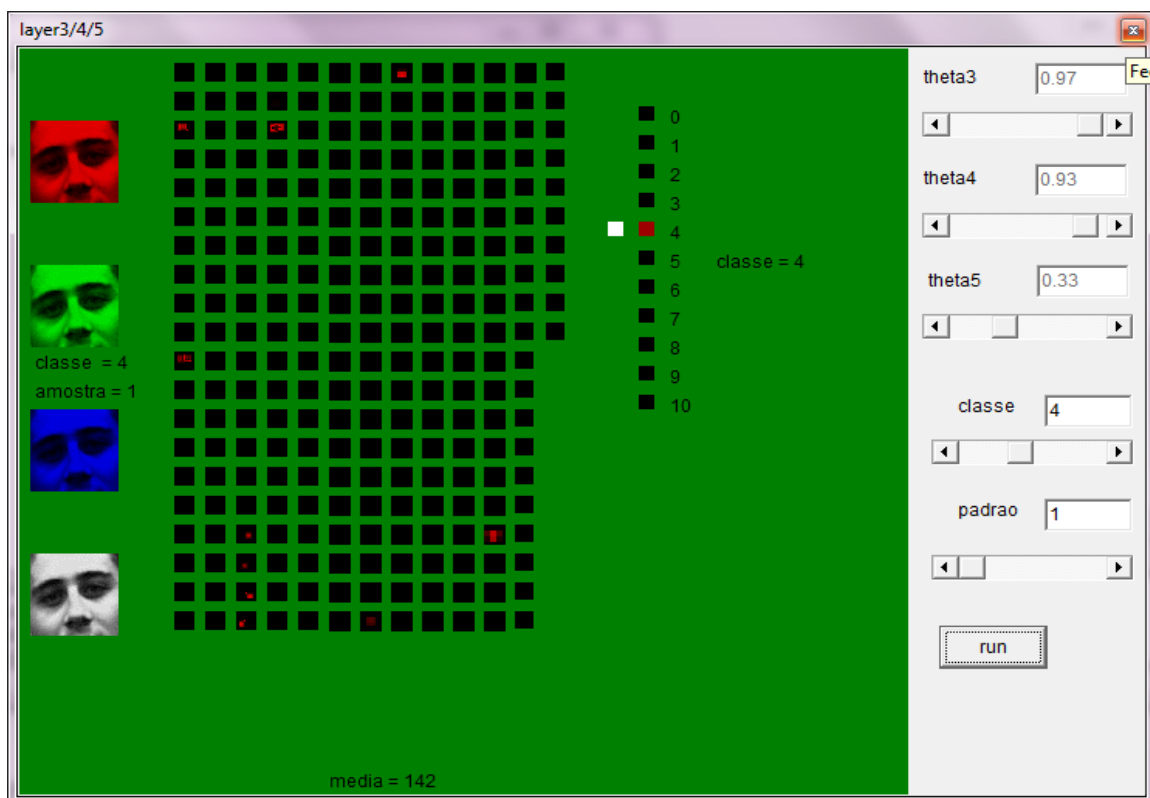 layer3/4/5
x
Fe
theta3
0.97
theta4
0.93
theta5
0.33
classe
4
padrao
1
run
0
1
2
3
4
5
classe = 4
6
7
8
9
10
classe = 4
amostra = 1
media = 142